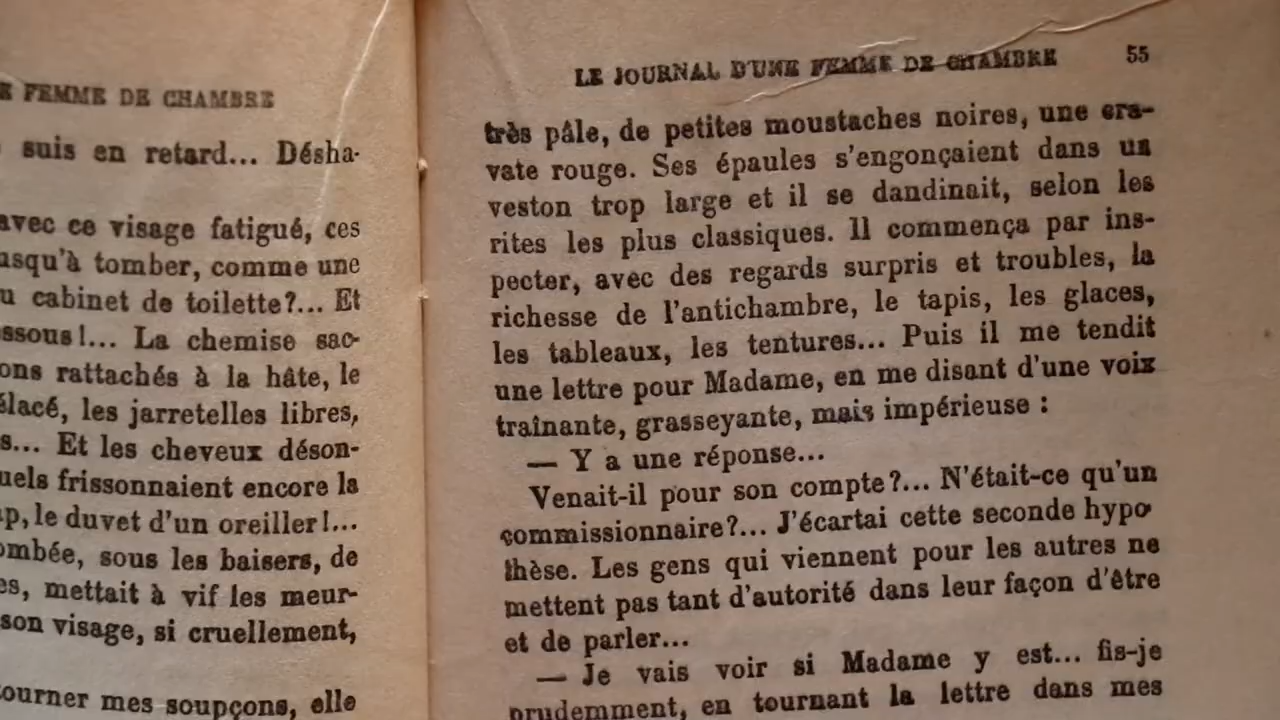 FEMME DE CHAMBRE
suis en retard... Désha-
avec ce visage fatigué, ces
usqu'à tomber, comme une
u cabinet de toilette?... Et
essous!... La chemise sac-
ons rattachés à la hâte, le
élacé, les jarretelles libres,
s... Et les cheveux déson-
uels frissonnaient encore la
p, le duvet d'un oreiller!...
ombée, sous les baisers, de
es, mettait à vif les meur-
son visage, si cruellement,
tourner mes soupçons, elle
LE JOURNAL D'UNE FEMME DE CHAMBRE 55
très pâle, de petites moustaches noires, une cra-
vate rouge. Ses épaules s'engonçaient dans un
veston trop large et il se dandinait, selon les
rites les plus classiques. Il commença par ins-
pecter, avec des regards surpris et troubles, la
richesse de l'antichambre, le tapis, les glaces,
les tableaux, les tentures... Puis il me tendit
une lettre pour Madame, en me disant d'une voix
traînante, grasseyante, mais impérieuse :
— Y a une réponse...
Venait-il pour son compte?... N'était-ce qu'un
commissionnaire?... J'écartai cette seconde hypo-
thèse. Les gens qui viennent pour les autres ne
mettent pas tant d'autorité dans leur façon d'être
et de parler...
— Je vais voir si Madame y est... fis-je
prudemment, en tournant la lettre dans mes